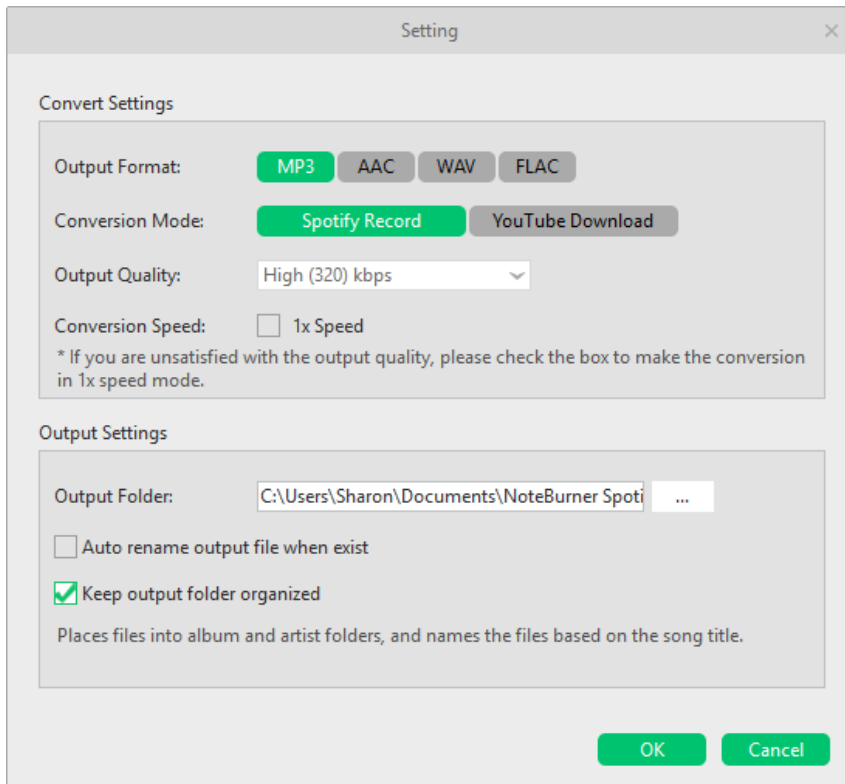 Setting
Convert Settings
Output Format: MP3 AAC WAV FLAC
Conversion Mode: Spotify Record YouTube Download
Output Quality: High (320) kbps
Conversion Speed: 1x Speed
* If you are unsatisfied with the output quality, please check the box to make the conversion
in 1x speed mode.
Output Settings
Output Folder: C:\Users\Sharon\Documents\NoteBurner Spoti ...
Auto rename output file when exist
Keep output folder organized
Places files into album and artist folders, and names the files based on the song title.
OK Cancel